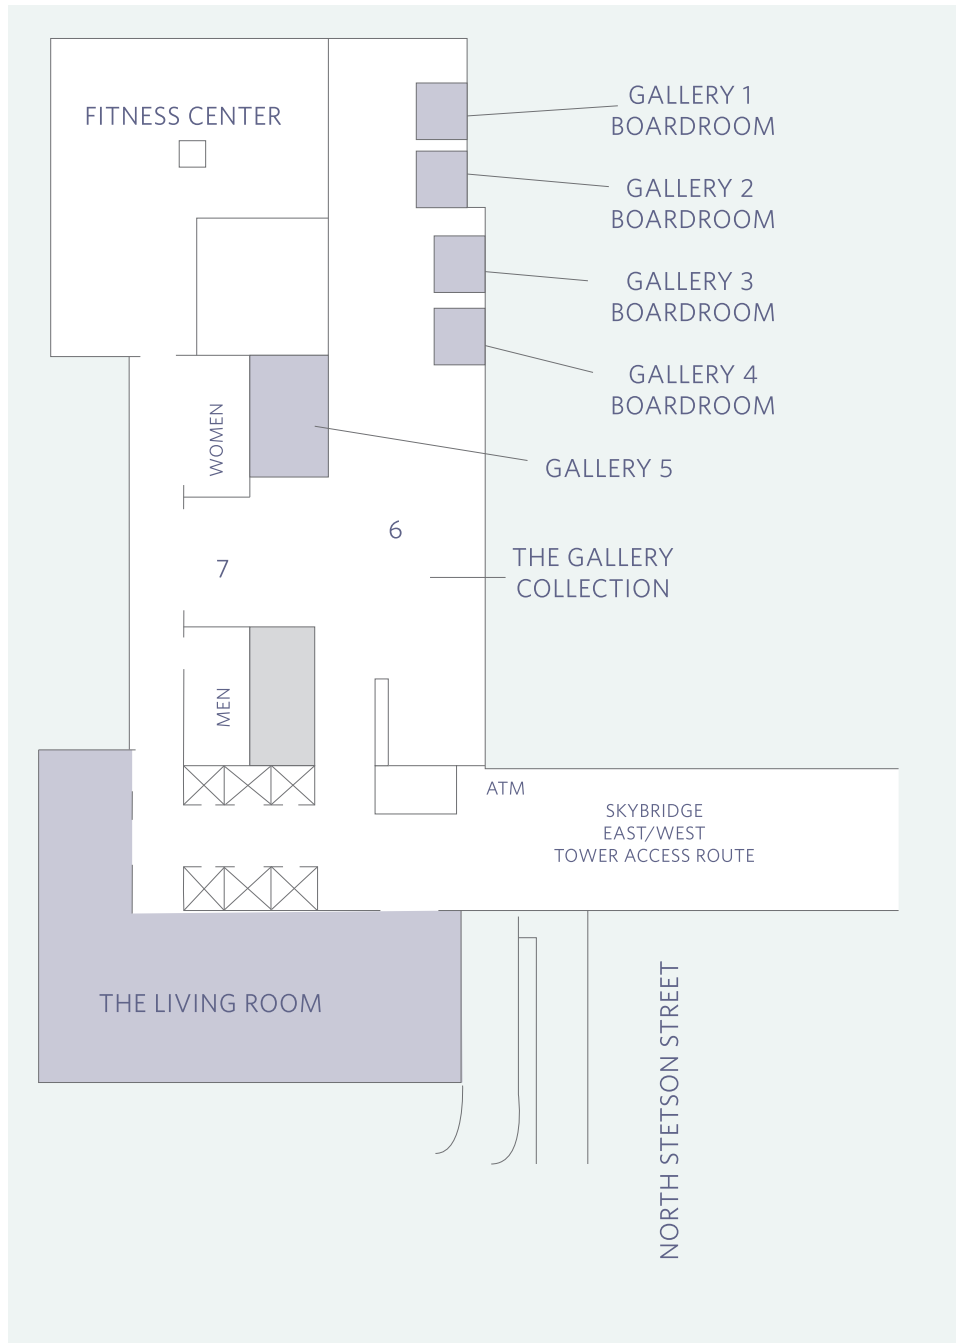 FITNESS CENTER
GALLERY 1
BOARDROOM
GALLERY 2
BOARDROOM
GALLERY 3
BOARDROOM
GALLERY 4
BOARDROOM
WOMEN
GALLERY 5
6
7
THE GALLERY
COLLECTION
MEN
ATM
SKYBRIDGE
EAST/WEST
TOWER ACCESS ROUTE
THE LIVING ROOM
NORTH STETSON STREET